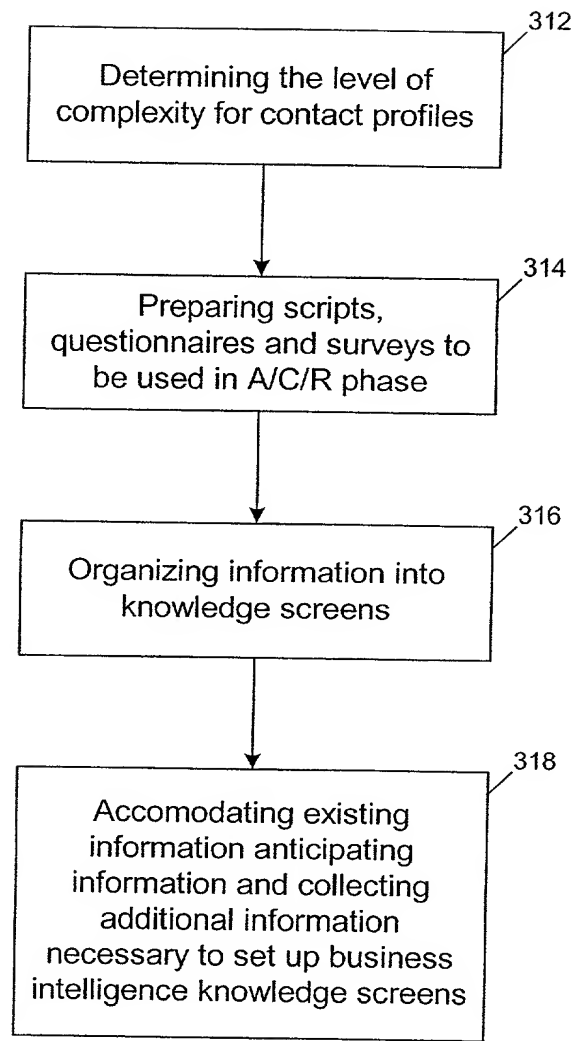 312
Determining the level of
complexity for contact profiles
314
Preparing scripts,
questionnaires and surveys to
be used in A/C/R phase
316
Organizing information into
knowledge screens
318
Accomodating existing
information anticipating
information and collecting
additional information
necessary to set up business
intelligence knowledge screens